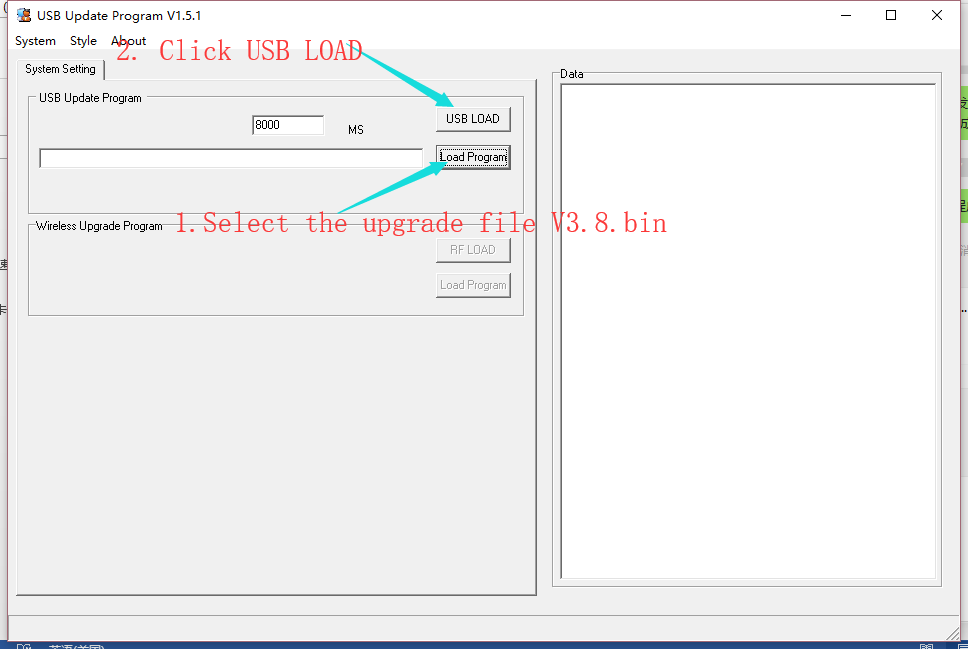 USB Update Program V1.5.1
System Style About
2. Click USB LOAD
System Setting
Data
USB Update Program
USB LOAD
8000
MS
Load Program
1.Select the upgrade file V3.8.bin
Wireless Upgrade Program
RF LOAD
Load Program